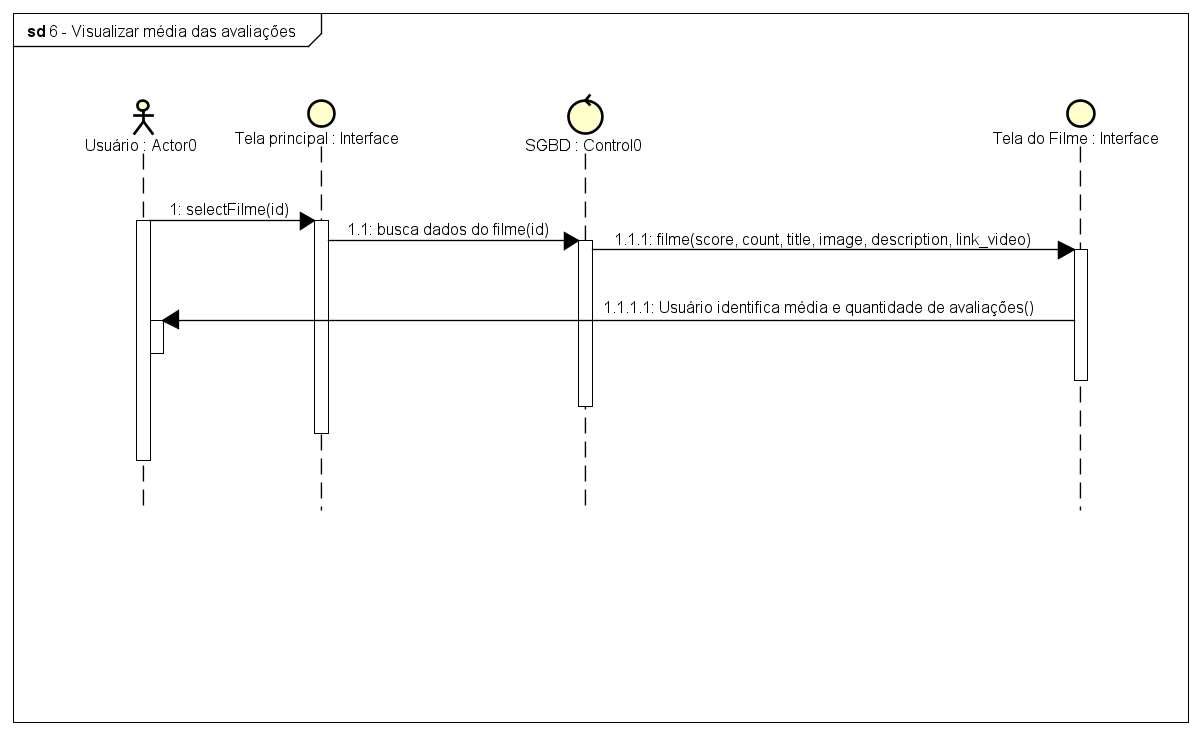 sd 6 - Visualizar média das avaliações
Usuário : Actor0
Tela principal : Interface
SGBD : Control0
Tela do Filme : Interface
1: selectFilme(id)
1.1: busca dados do filme(id)
1.1.1: filme(score, count, title, image, description, link_video)
1.1.1.1: Usuário identifica média e quantidade de avaliações()